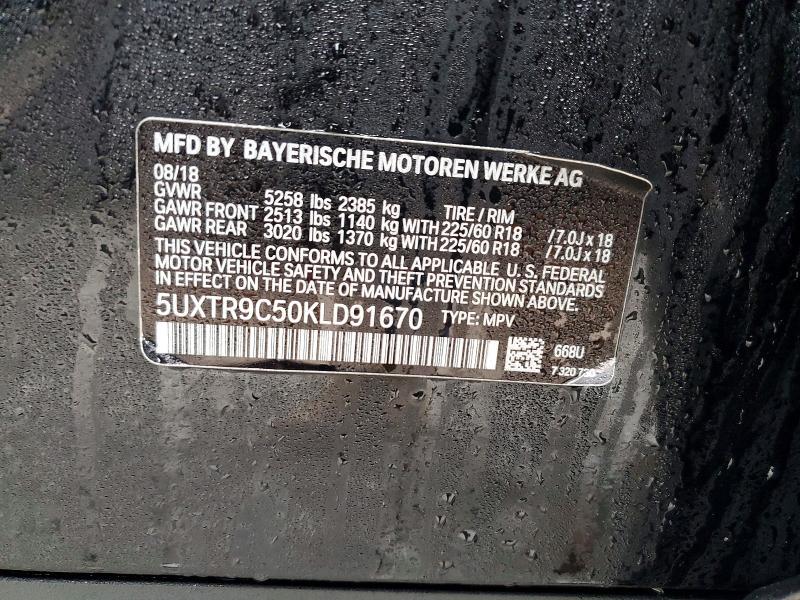 MFD BY BAYERISCHE MOTOREN WERKE AG
08/18
GVWR 5258 lbs 2385 kg TIRE / RIM
GAWR FRONT 2513 lbs 1140 kg WITH 225/60 R18 / 7.0J x 18
GAWR REAR 3020 lbs 1370 kg WITH 225/60 R18 / 7.0J x 18
THIS VEHICLE CONFORMS TO ALL APPLICABLE U. S. FEDERAL
MOTOR VEHICLE SAFETY AND THEFT PREVENTION STANDARDS
IN EFFECT ON THE DATE OF MANUFACTURE SHOWN ABOVE.
5UXTR9C50KLD91670 TYPE: MPV
668U
7 320